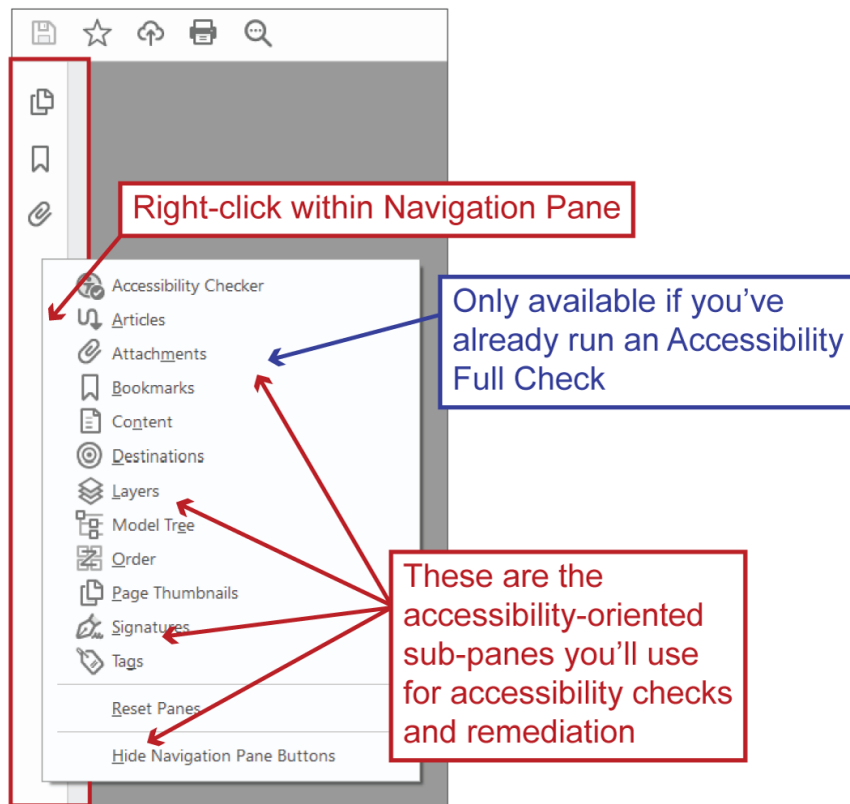 Right-click within Navigation Pane
Accessibility Checker
Articles
Attachments
Bookmarks
Content
Destinations
Layers
Model Tree
Order
Page Thumbnails
Signatures
Tags
Reset Panes
Hide Navigation Pane Buttons
Only available if you’ve
already run an Accessibility
Full Check
These are the
accessibility-oriented
sub-panes you’ll use
for accessibility checks
and remediation